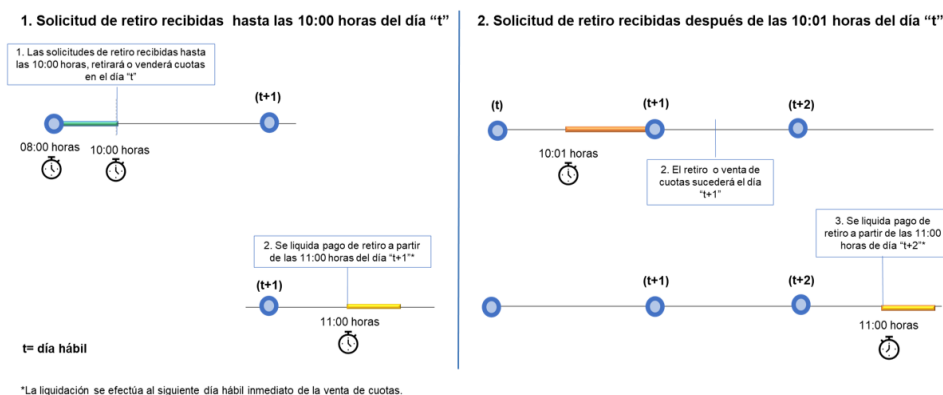 1. Solicitud de retiro recibidas hasta las 10:00 horas del día “t”
1. Las solicitudes de retiro recibidas hasta
las 10:00 horas, retirará o venderá cuotas
en el día “t”
(t+1)
08:00 horas
10:00 horas
2. Se liquida pago de retiro a partir
de las 11:00 horas del día “t+1”*
(t+1)
11:00 horas
t= día hábil
*La liquidación se efectúa al siguiente día hábil inmediato de la venta de cuotas.
2. Solicitud de retiro recibidas después de las 10:01 horas del día “t”
(t)
(t+1)
(t+2)
10:01 horas
2. El retiro o venta de
cuotas sucederá el día
“t+1”
3. Se liquida pago de
retiro a partir de las 11:00
horas de día “t+2”*
(t+1)
(t+2)
11:00 horas